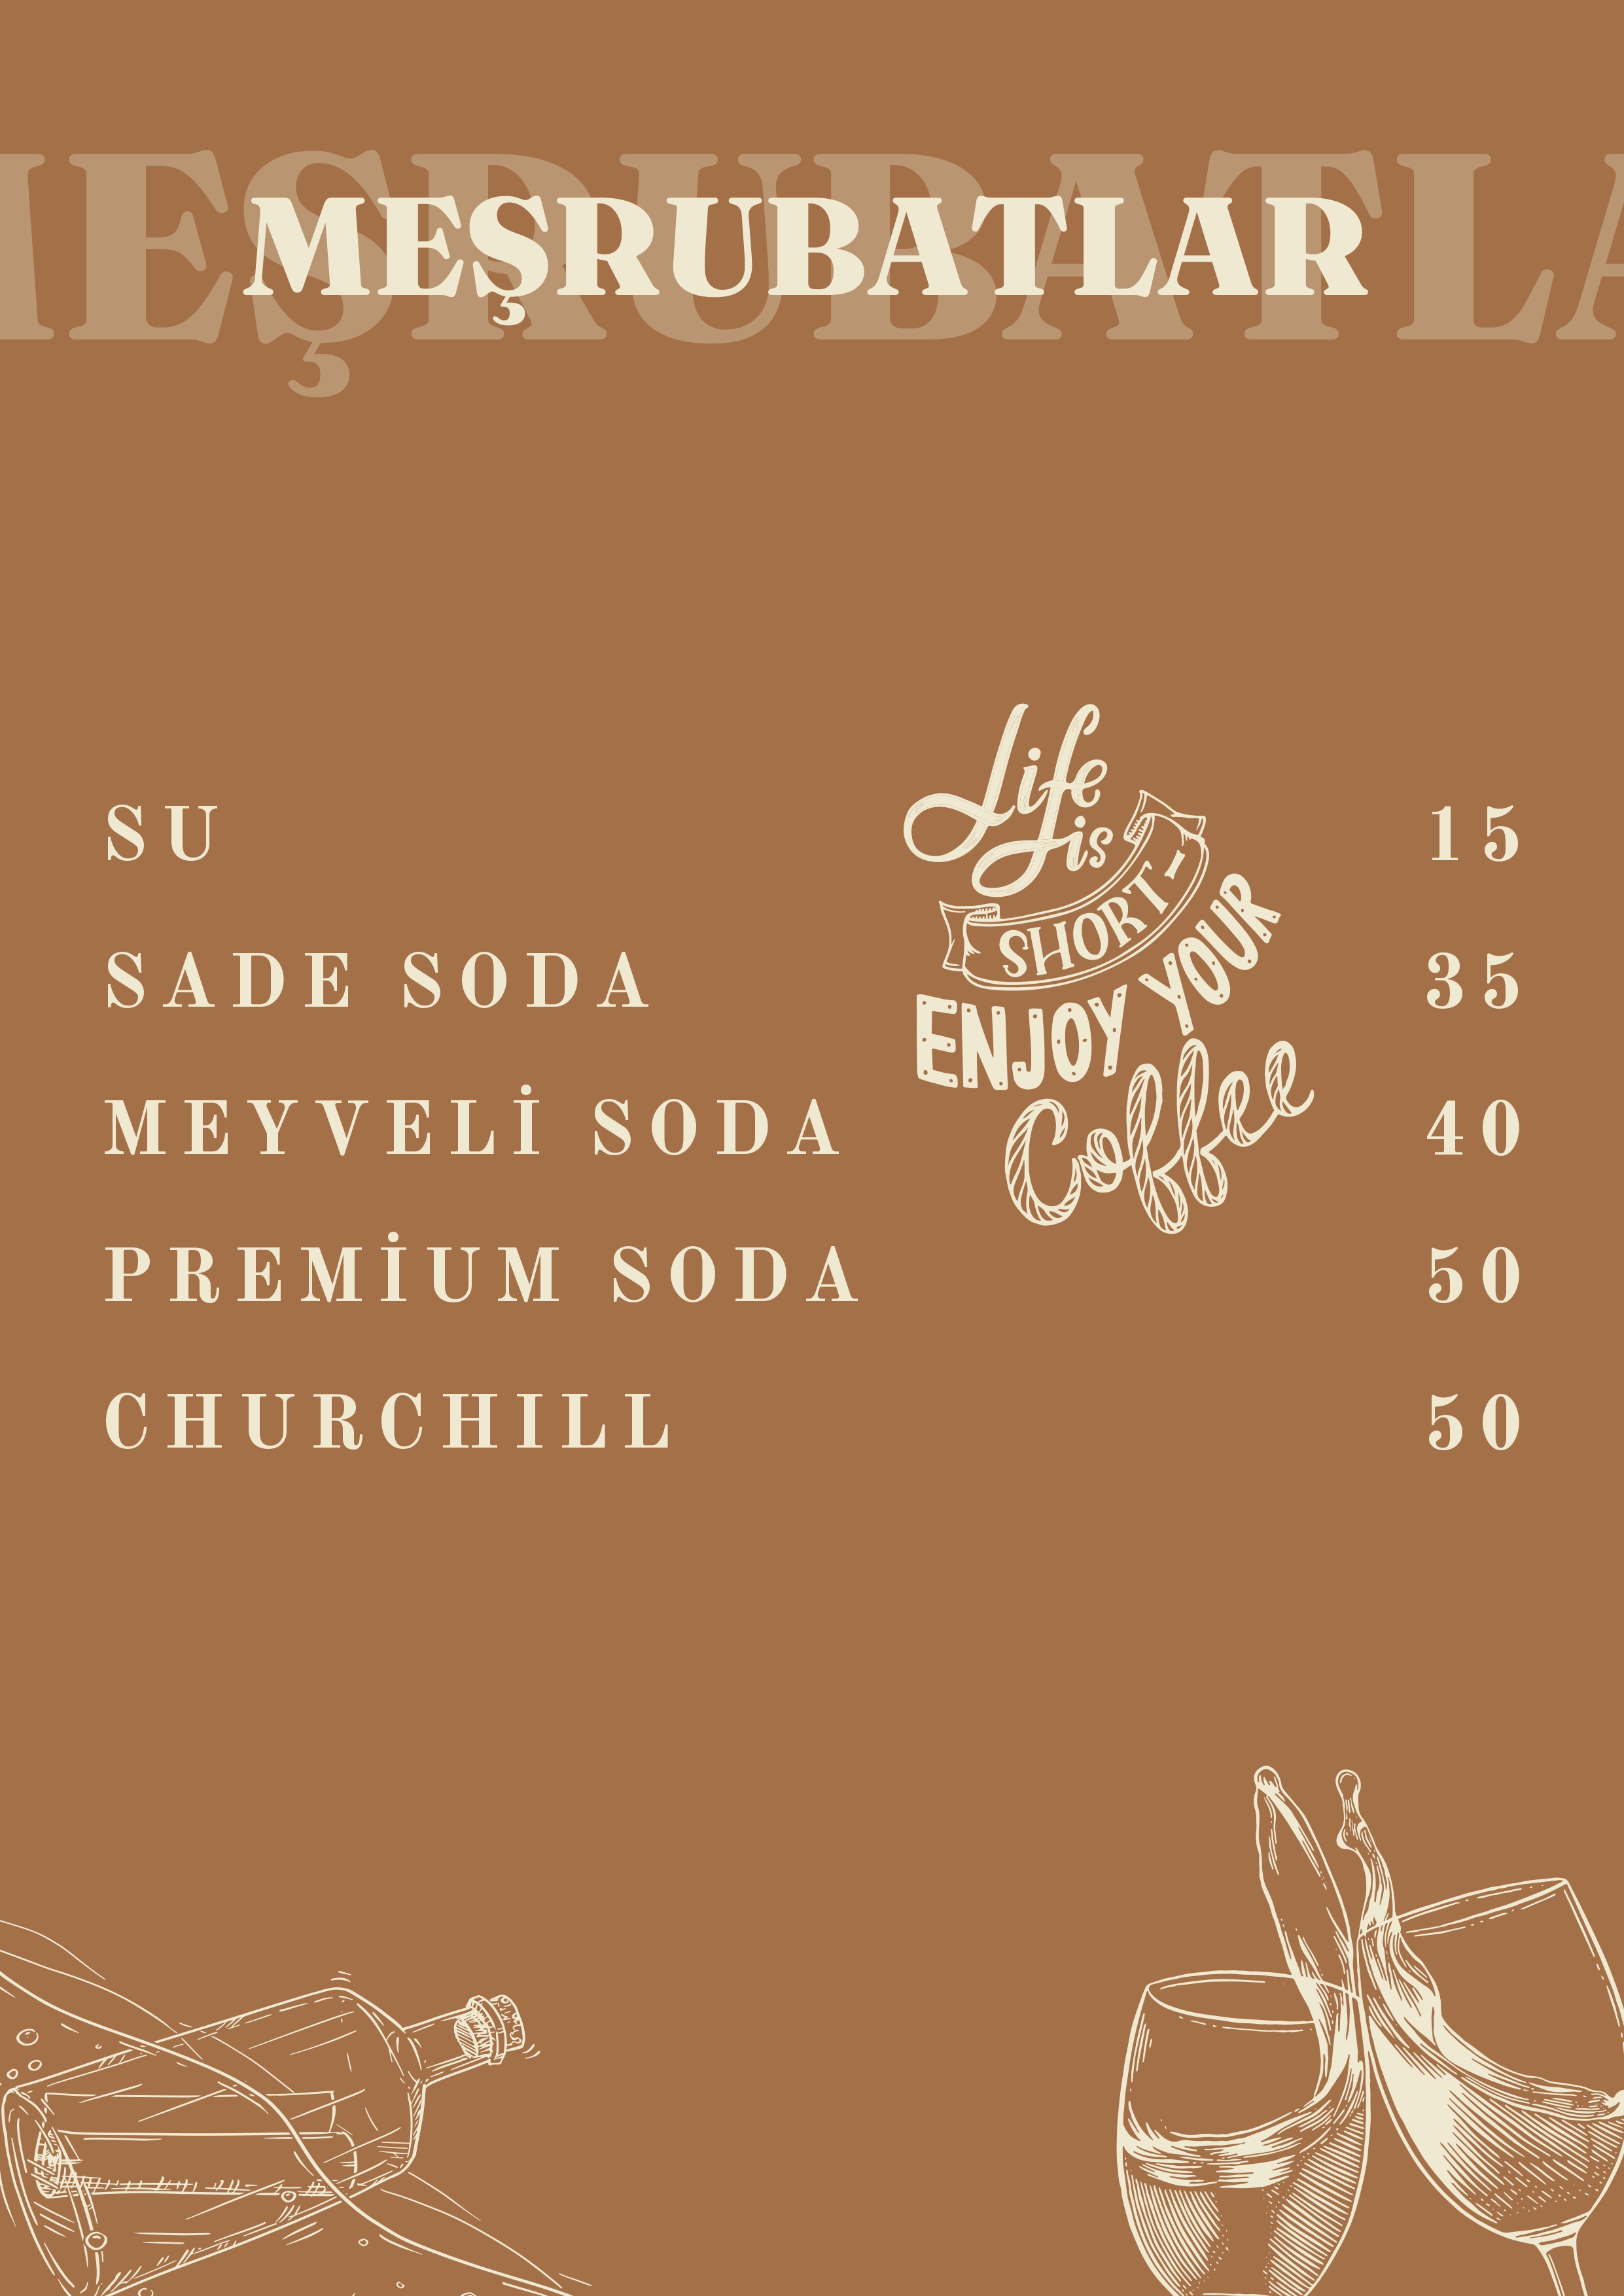 MEŞRUBATLAR
MEŞRUBATLAR
SU 15
SADE SODA 35
MEYVELİ SODA 40
PREMİUM SODA 50
CHURCHILL 50
Life
is
SHORT-
ENJOY YOUR
Coffee